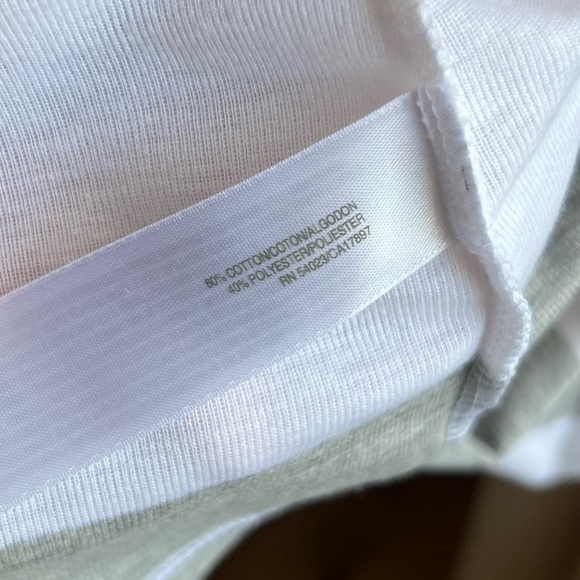 60% COTTON/COTON/ALGODON
40% POLYESTER/POLIESTER
RN 54023/CA17897